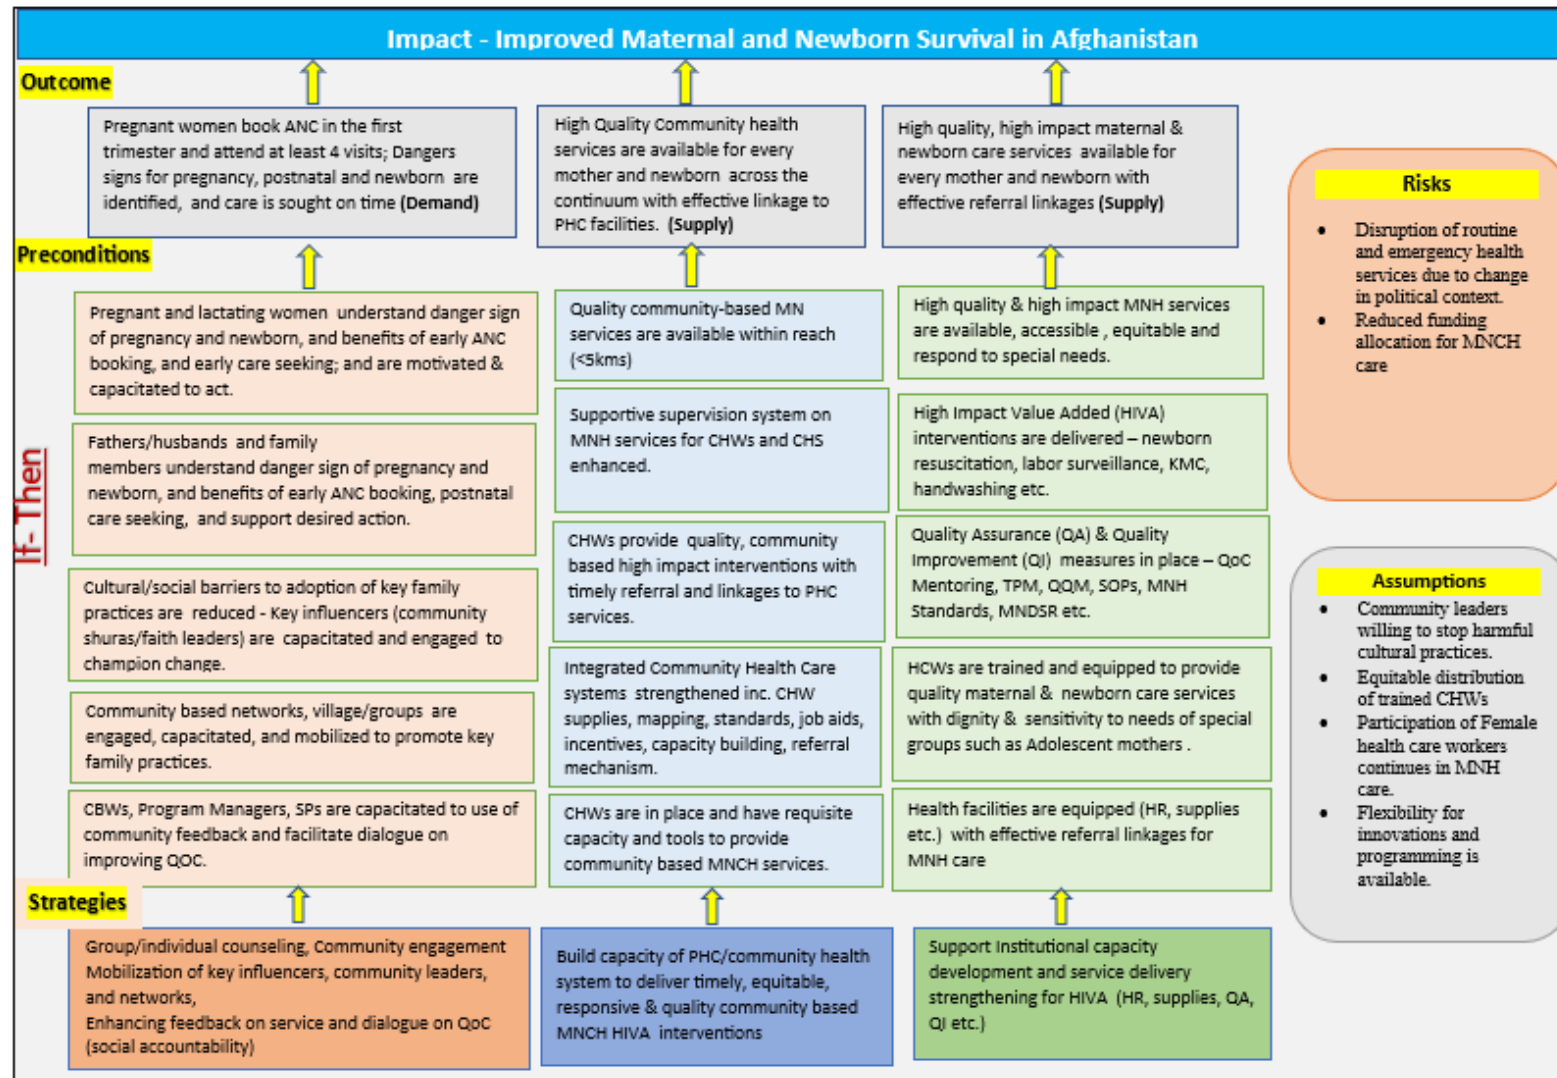 Impact - Improved Maternal and Newborn Survival in Afghanistan
Outcome
Pregnant women book ANC in the first
trimester and attend at least 4 visits; Dangers
signs for pregnancy, postnatal and newborn are
identified, and care is sought on time (Demand)
High Quality Community health
services are available for every
mother and newborn across the
continuum with effective linkage to
PHC facilities. (Supply)
High quality, high impact maternal &
newborn care services available for
every mother and newborn with
effective referral linkages (Supply)
Preconditions
If- Then
Pregnant and lactating women understand danger sign
of pregnancy and newborn, and benefits of early ANC
booking, and early care seeking; and are motivated &
capacitated to act.
Fathers/husbands and family
members understand danger sign of pregnancy and
newborn, and benefits of early ANC booking, postnatal
care seeking, and support desired action.
Cultural/social barriers to adoption of key family
practices are reduced - Key influencers (community
shuras/faith leaders) are capacitated and engaged to
champion change.
Community based networks, village/groups are
engaged, capacitated, and mobilized to promote key
family practices.
CBWs, Program Managers, SPs are capacitated to use of
community feedback and facilitate dialogue on
improving QOC.
Quality community-based MN
services are available within reach
(<5kms)
Supportive supervision system on
MNH services for CHWs and CHS
enhanced.
CHWs provide quality, community
based high impact interventions with
timely referral and linkages to PHC
services.
Integrated Community Health Care
systems strengthened inc. CHW
supplies, mapping, standards, job aids,
incentives, capacity building, referral
mechanism.
CHWs are in place and have requisite
capacity and tools to provide
community based MNCH services.
High quality & high impact MNH services
are available, accessible , equitable and
respond to special needs.
High Impact Value Added (HIVA)
interventions are delivered – newborn
resuscitation, labor surveillance, KMC,
handwashing etc.
Quality Assurance (QA) & Quality
Improvement (QI) measures in place – QoC
Mentoring, TPM, QQM, SOPs, MNH
Standards, MNDSR etc.
HCWs are trained and equipped to provide
quality maternal & newborn care services
with dignity & sensitivity to needs of special
groups such as Adolescent mothers .
Health facilities are equipped (HR, supplies
etc.) with effective referral linkages for
MNH care
Strategies
Group/individual counseling, Community engagement
Mobilization of key influencers, community leaders,
and networks,
Enhancing feedback on service and dialogue on QoC
(social accountability)
Build capacity of PHC/community health
system to deliver timely, equitable,
responsive & quality community based
MNCH HIVA interventions
Support Institutional capacity
development and service delivery
strengthening for HIVA (HR, supplies, QA,
QI etc.)
Risks
• Disruption of routine
and emergency health
services due to change
in political context.
• Reduced funding
allocation for MNCH
care
Assumptions
• Community leaders
willing to stop harmful
cultural practices.
• Equitable distribution
of trained CHWs
• Participation of Female
health care workers
continues in MNH
care.
• Flexibility for
innovations and
programming is
available.